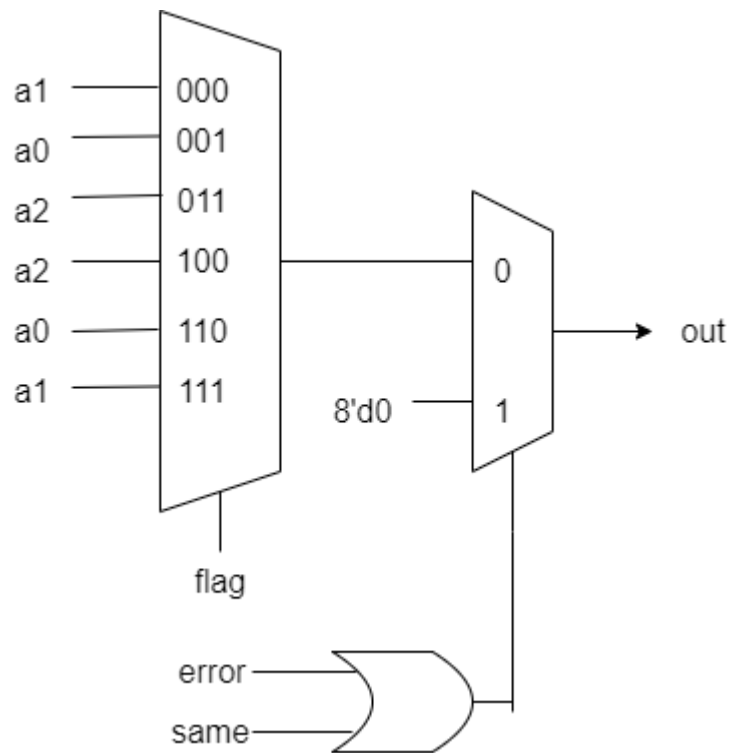 a1 000
a0 001
a2 011
a2 100 0
a0 110 out
a1 111
8'd0 1
flag
error
same